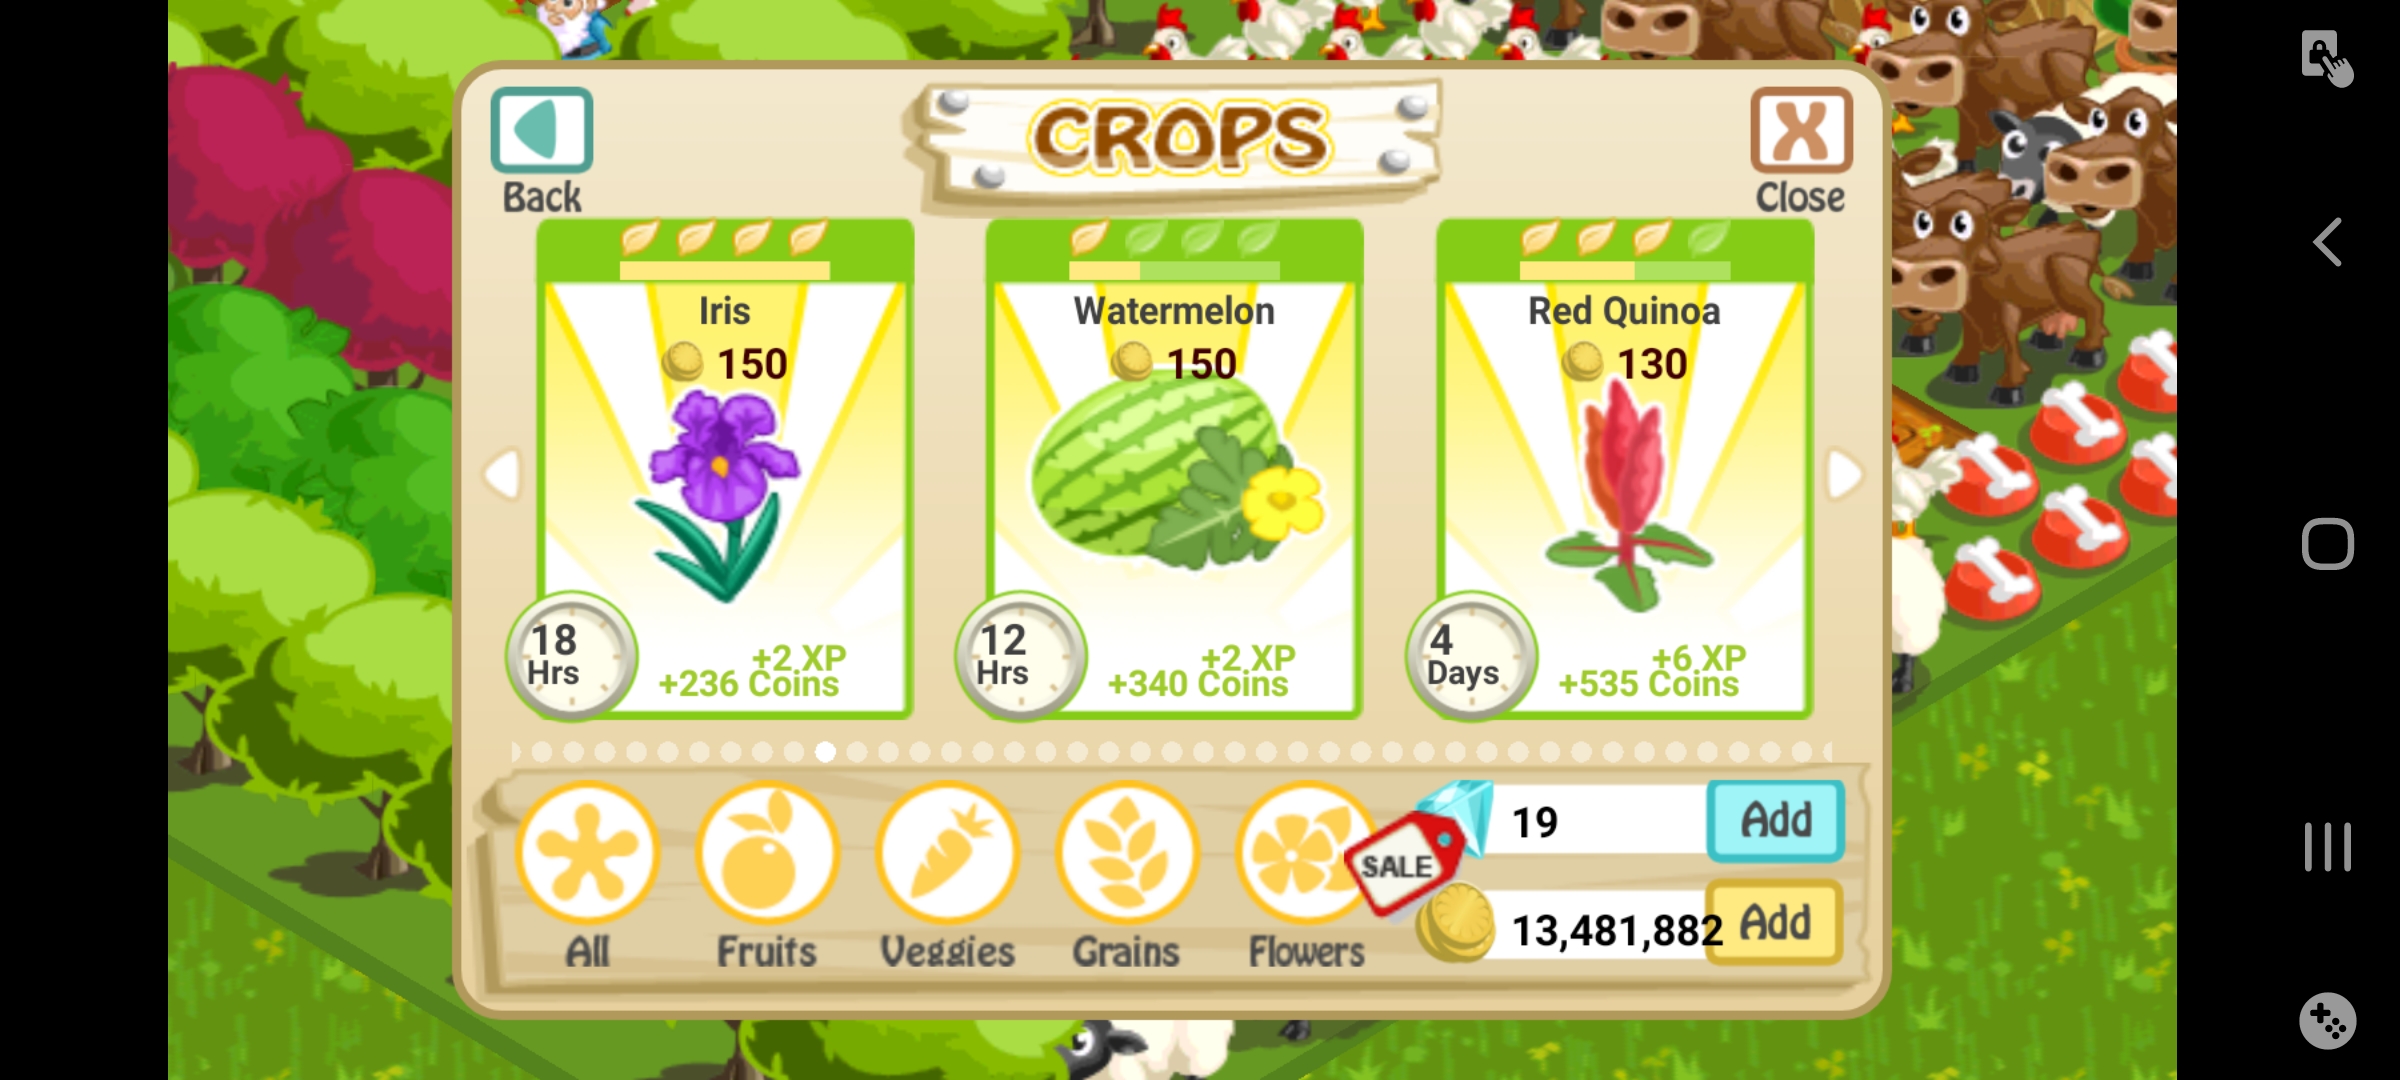 CROPS
Back
Close
Iris
150
18
Hrs
+2 XP
+236 Coins
Watermelon
150
12
Hrs
+2 XP
+340 Coins
Red Quinoa
130
4
Days
+6 XP
+535 Coins
All
Fruits
Veggies
Grains
Flowers
SALE
19
Add
13,481,882
Add